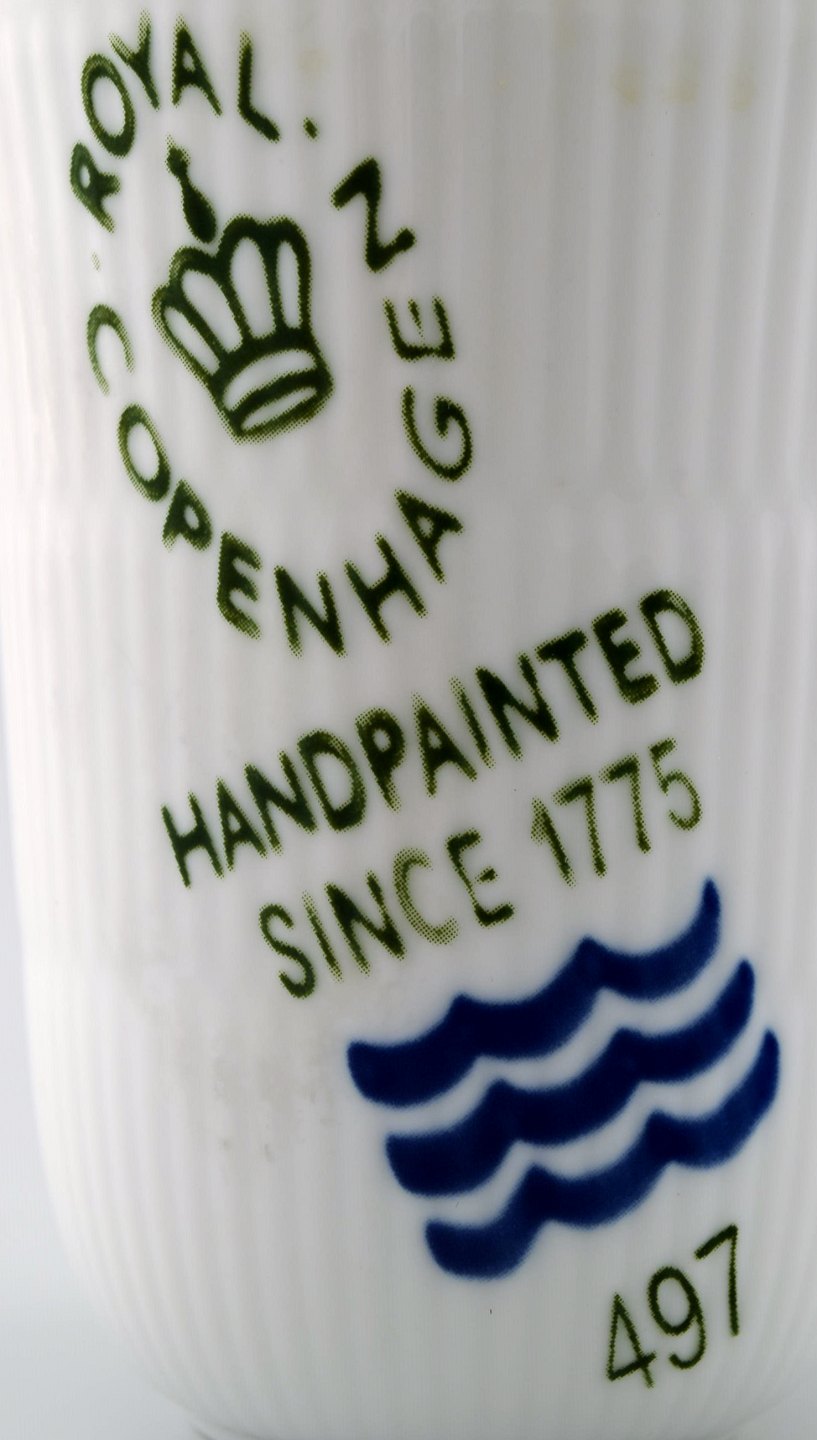 ROYAL · COPENHAGEN ·
HANDPAINTED
SINCE 1775
497